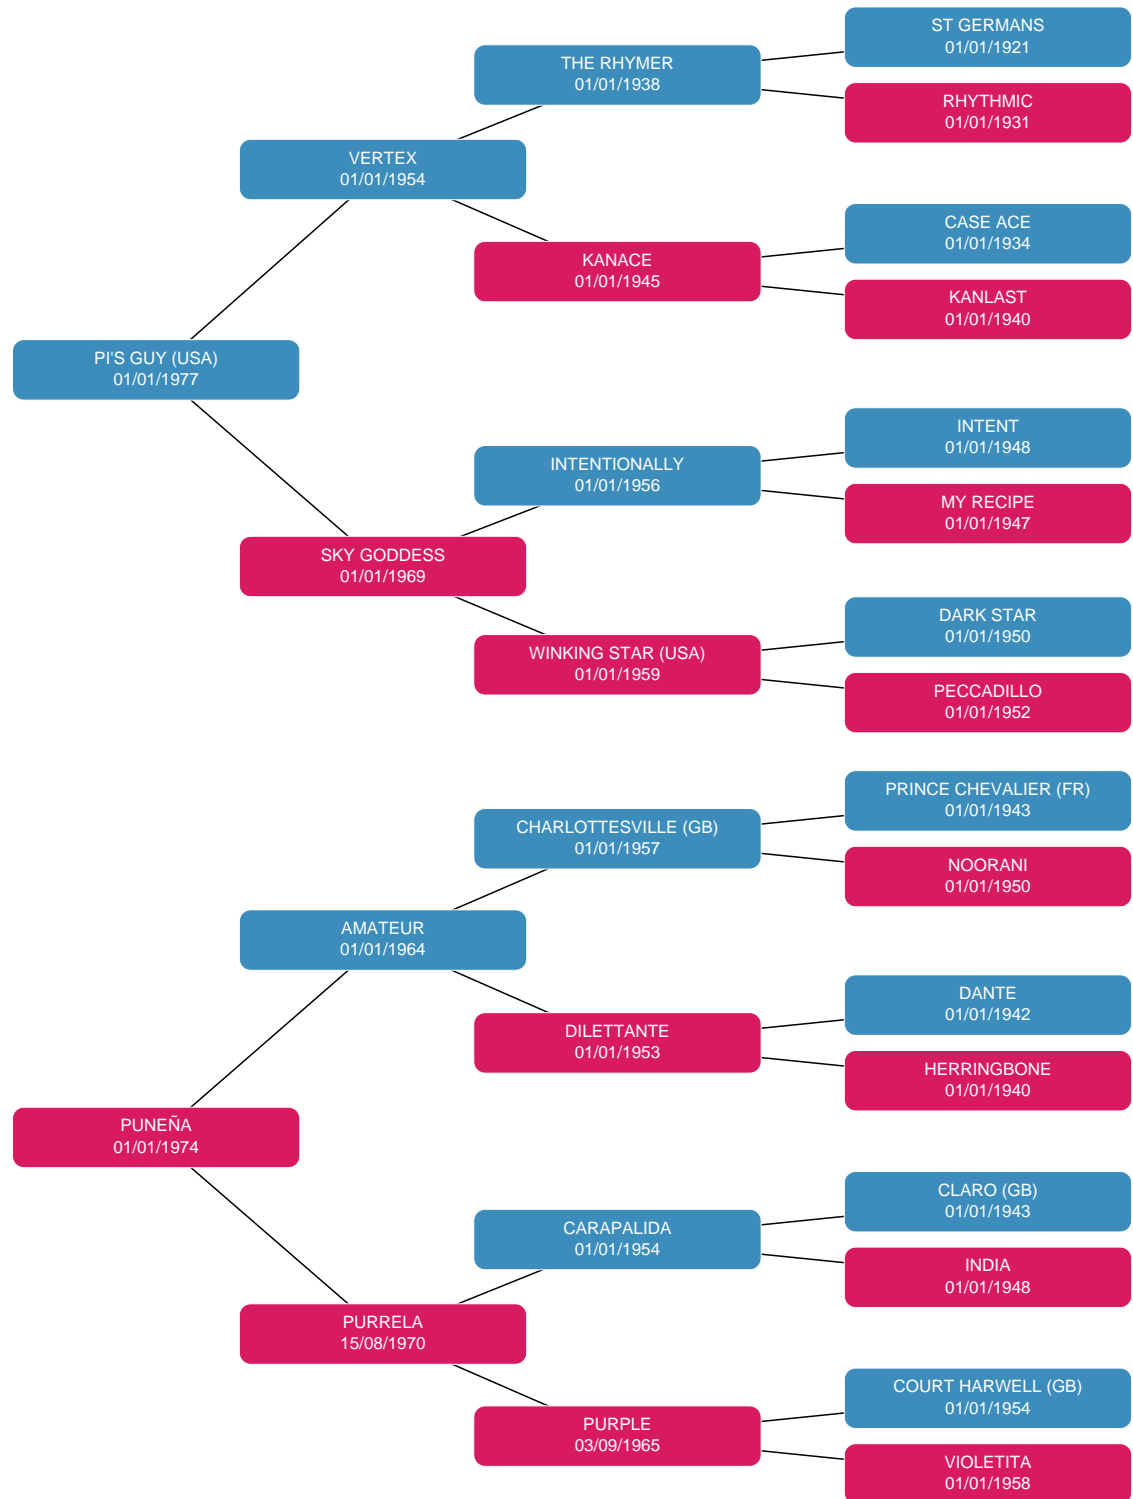 ST GERMANS
01/01/1921
THE RHYMER
01/01/1938
RHYTHMIC
01/01/1931
VERTEX
01/01/1954
CASE ACE
01/01/1934
KANACE
01/01/1945
KANLAST
01/01/1940
PI'S GUY (USA)
01/01/1977
INTENT
01/01/1948
INTENTIONALLY
01/01/1956
MY RECIPE
01/01/1947
SKY GODDESS
01/01/1969
DARK STAR
01/01/1950
WINKING STAR (USA)
01/01/1959
PECCADILLO
01/01/1952
PRINCE CHEVALIER (FR)
01/01/1943
CHARLOTTESVILLE (GB)
01/01/1957
NOORANI
01/01/1950
AMATEUR
01/01/1964
DANTE
01/01/1942
DILETTANTE
01/01/1953
HERRINGBONE
01/01/1940
PUNEÑA
01/01/1974
CLARO (GB)
01/01/1943
CARAPALIDA
01/01/1954
INDIA
01/01/1948
PURRELA
15/08/1970
COURT HARWELL (GB)
01/01/1954
PURPLE
03/09/1965
VIOLETITA
01/01/1958